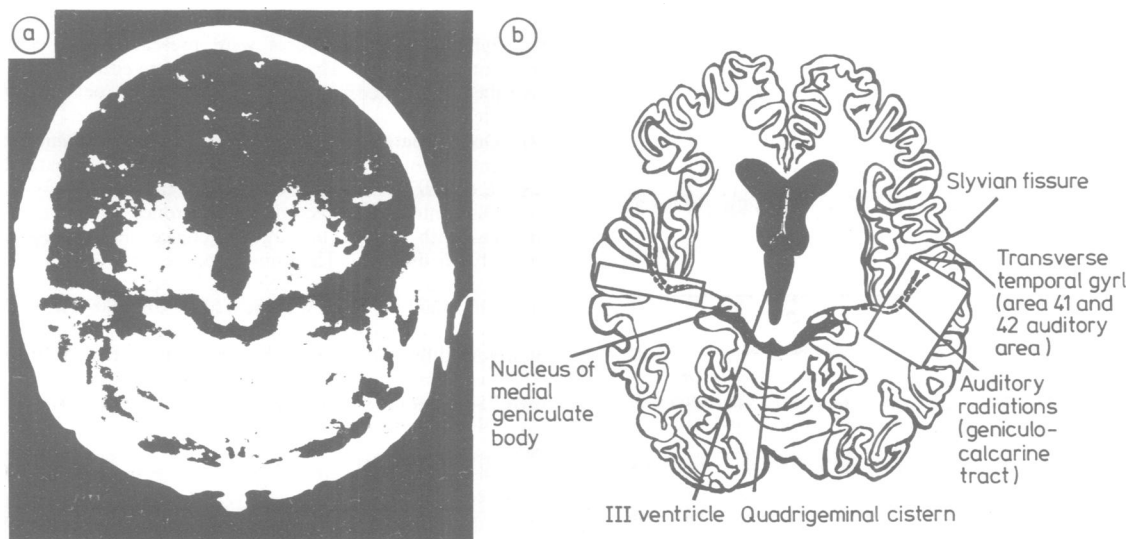 a
b
Slyvian fissure
Transverse
temporal gyri
(area 41 and
42 auditory
area)
Nucleus of
medial
geniculate
body
Auditory
radiations
(geniculo-
calcarine
tract)
III ventricle Quadrigeminal cistern